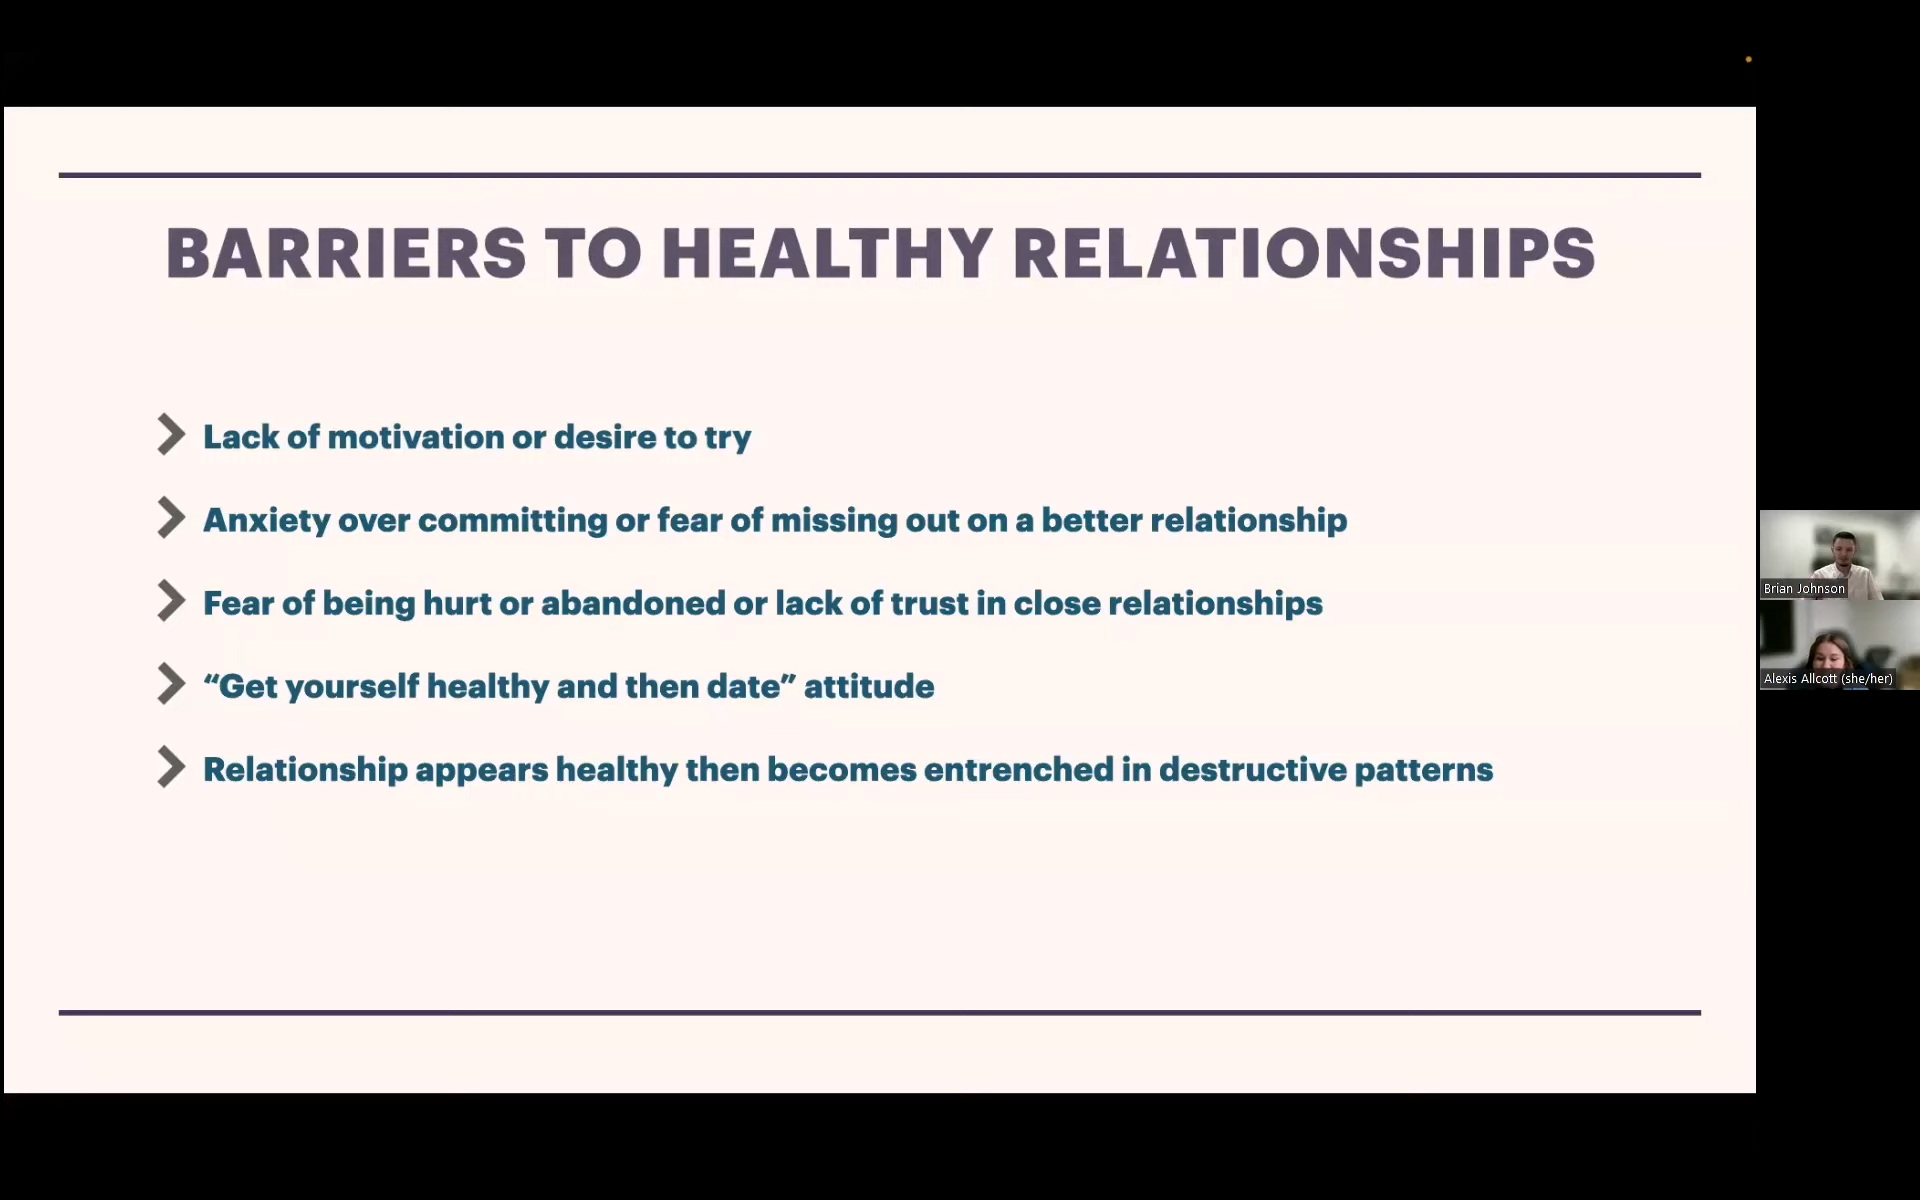 BARRIERS TO HEALTHY RELATIONSHIPS
Lack of motivation or desire to try
Anxiety over committing or fear of missing out on a better relationship
Fear of being hurt or abandoned or lack of trust in close relationships
“Get yourself healthy and then date” attitude
Relationship appears healthy then becomes entrenched in destructive patterns
Brian Johnson
Alexis Allcott (she/her)